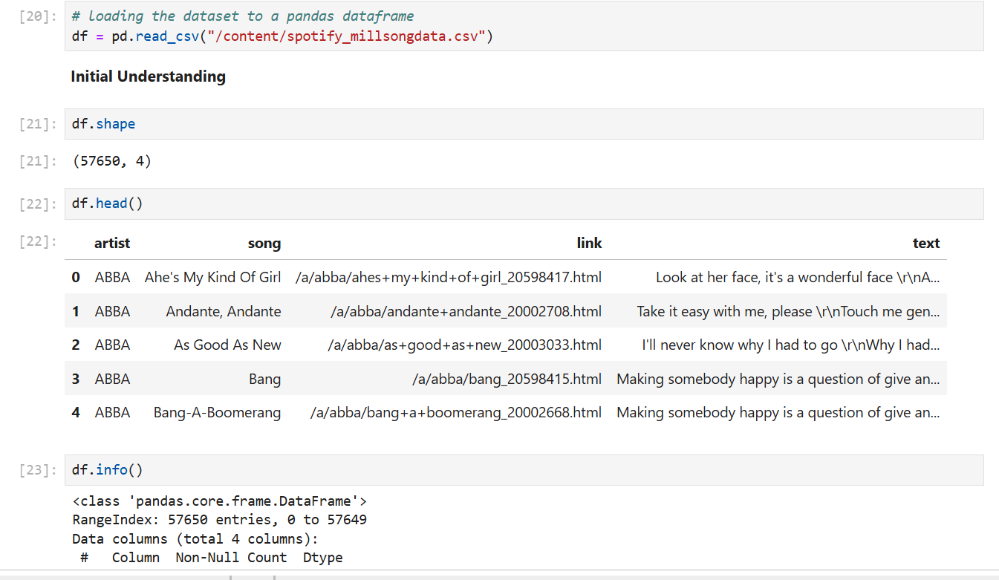 [20]: # loading the dataset to a pandas dataframe
df = pd.read_csv("/content/spotify_millsongdata.csv")
Initial Understanding
[21]: df.shape
[21]: (57650, 4)
[22]: df.head()
[22]: artist song link text
0 ABBA Ahe's My Kind Of Girl /a/abba/ahes+my+kind+of+girl_20598417.html Look at her face, it's a wonderful face \r\nA...
1 ABBA Andante, Andante /a/abba/andante+andante_20002708.html Take it easy with me, please \r\nTouch me gen...
2 ABBA As Good As New /a/abba/as+good+as+new_20003033.html I'll never know why I had to go \r\nWhy I had...
3 ABBA Bang /a/abba/bang_20598415.html Making somebody happy is a question of give an...
4 ABBA Bang-A-Boomerang /a/abba/bang+a+boomerang_20002668.html Making somebody happy is a question of give an...
[23]: df.info()
<class 'pandas.core.frame.DataFrame'>
RangeIndex: 57650 entries, 0 to 57649
Data columns (total 4 columns):
# Column Non-Null Count Dtype